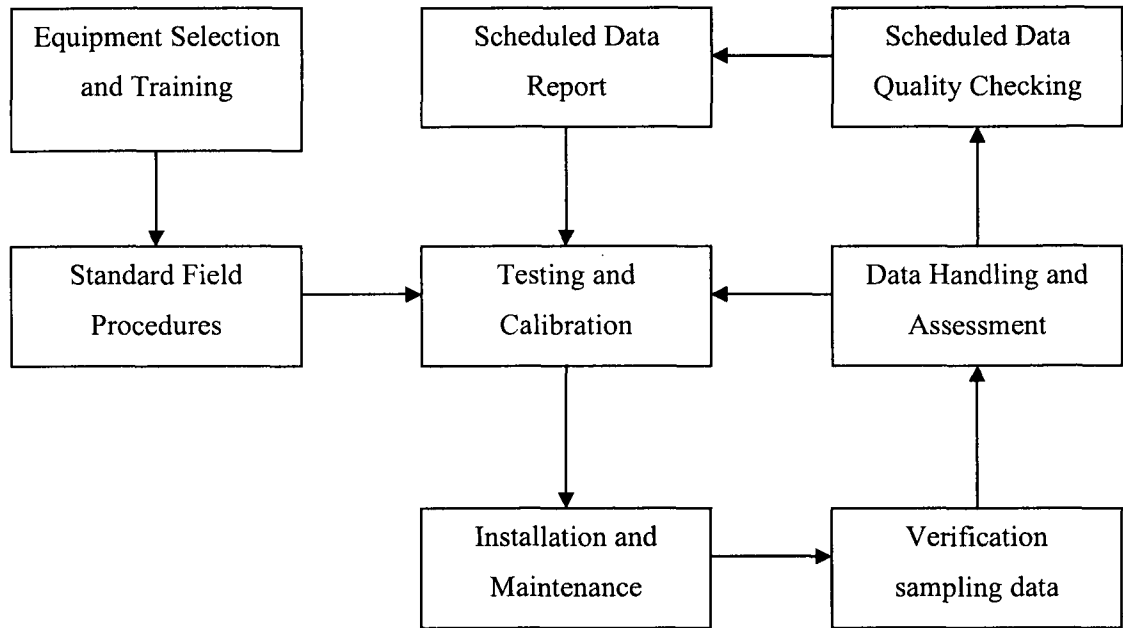 Equipment Selection
and Training
Scheduled Data
Report
Scheduled Data
Quality Checking
Standard Field
Procedures
Testing and
Calibration
Data Handling and
Assessment
Installation and
Maintenance
Verification
sampling data